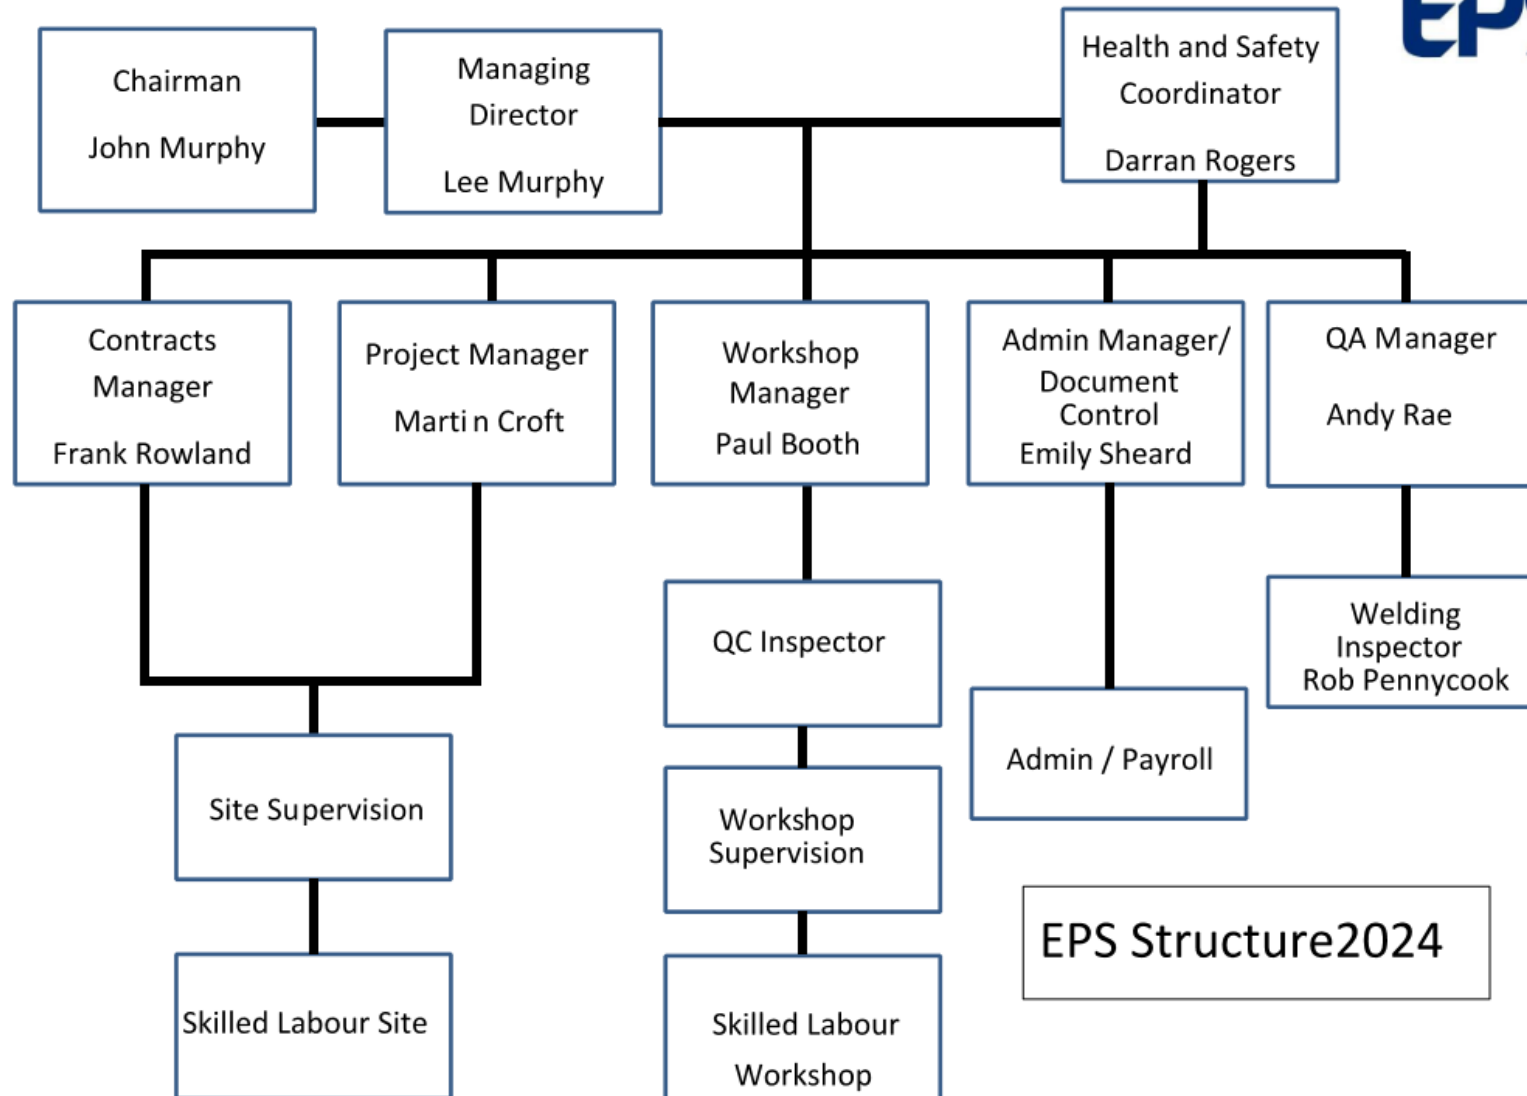 Chairman
John Murphy
Managing
Director
Lee Murphy
Health and Safety
Coordinator
Darran Rogers
EP
Contracts
Manager
Frank Rowland
Project Manager
Martin Croft
Workshop
Manager
Paul Booth
Admin Manager/
Document
Control
Emily Sheard
QA Manager
Andy Rae
QC Inspector
Welding
Inspector
Rob Pennycook
Site Supervision
Workshop
Supervision
Admin / Payroll
EPS Structure2024
Skilled Labour Site
Skilled Labour
Workshop